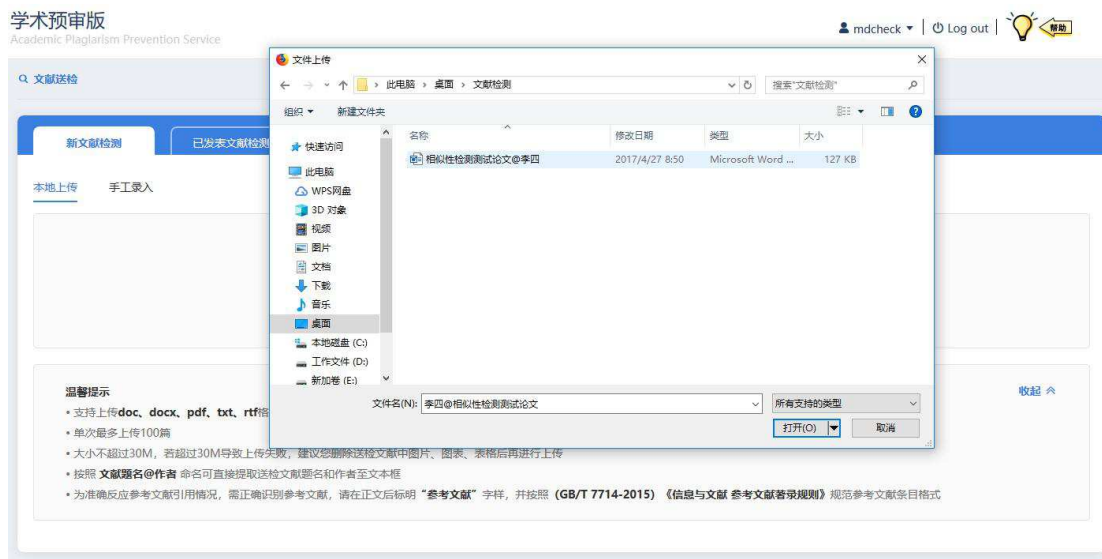 学术预审版
Academic Plagiarism Prevention Service
mdcheck
Log out
帮助
文献送检
新文献检测
已发表文献检测
本地上传
手工录入
文件上传
此电脑 › 桌面 › 文献检测
搜索"文献检测"
组织
新建文件夹
名称
修改日期
类型
大小
快速访问
此电脑
WPS网盘
3D 对象
视频
图片
文档
下载
音乐
桌面
本地磁盘 (C:)
工作文件 (D:)
新加卷 (E:)
相似性检测测试论文@李四
2017/4/27 8:50
Microsoft Word ...
127 KB
文件名(N):
李四@相似性检测测试论文
所有支持的类型
打开(O)
取消
温馨提示
收起
• 支持上传doc、docx、pdf、txt、rtf格
• 单次最多上传100篇
• 大小不超过30M，若超过30M导致上传失败，建议您删除送检文献中图片、图表、表格后再进行上传
• 按照 文献题名@作者 命名可直接提取送检文献题名和作者至文本框
• 为准确反应参考文献引用情况，需正确识别参考文献，请在正文后标明 “参考文献” 字样，并按照 (GB/T 7714-2015) 《信息与文献 参考文献著录规则》规范参考文献条目格式